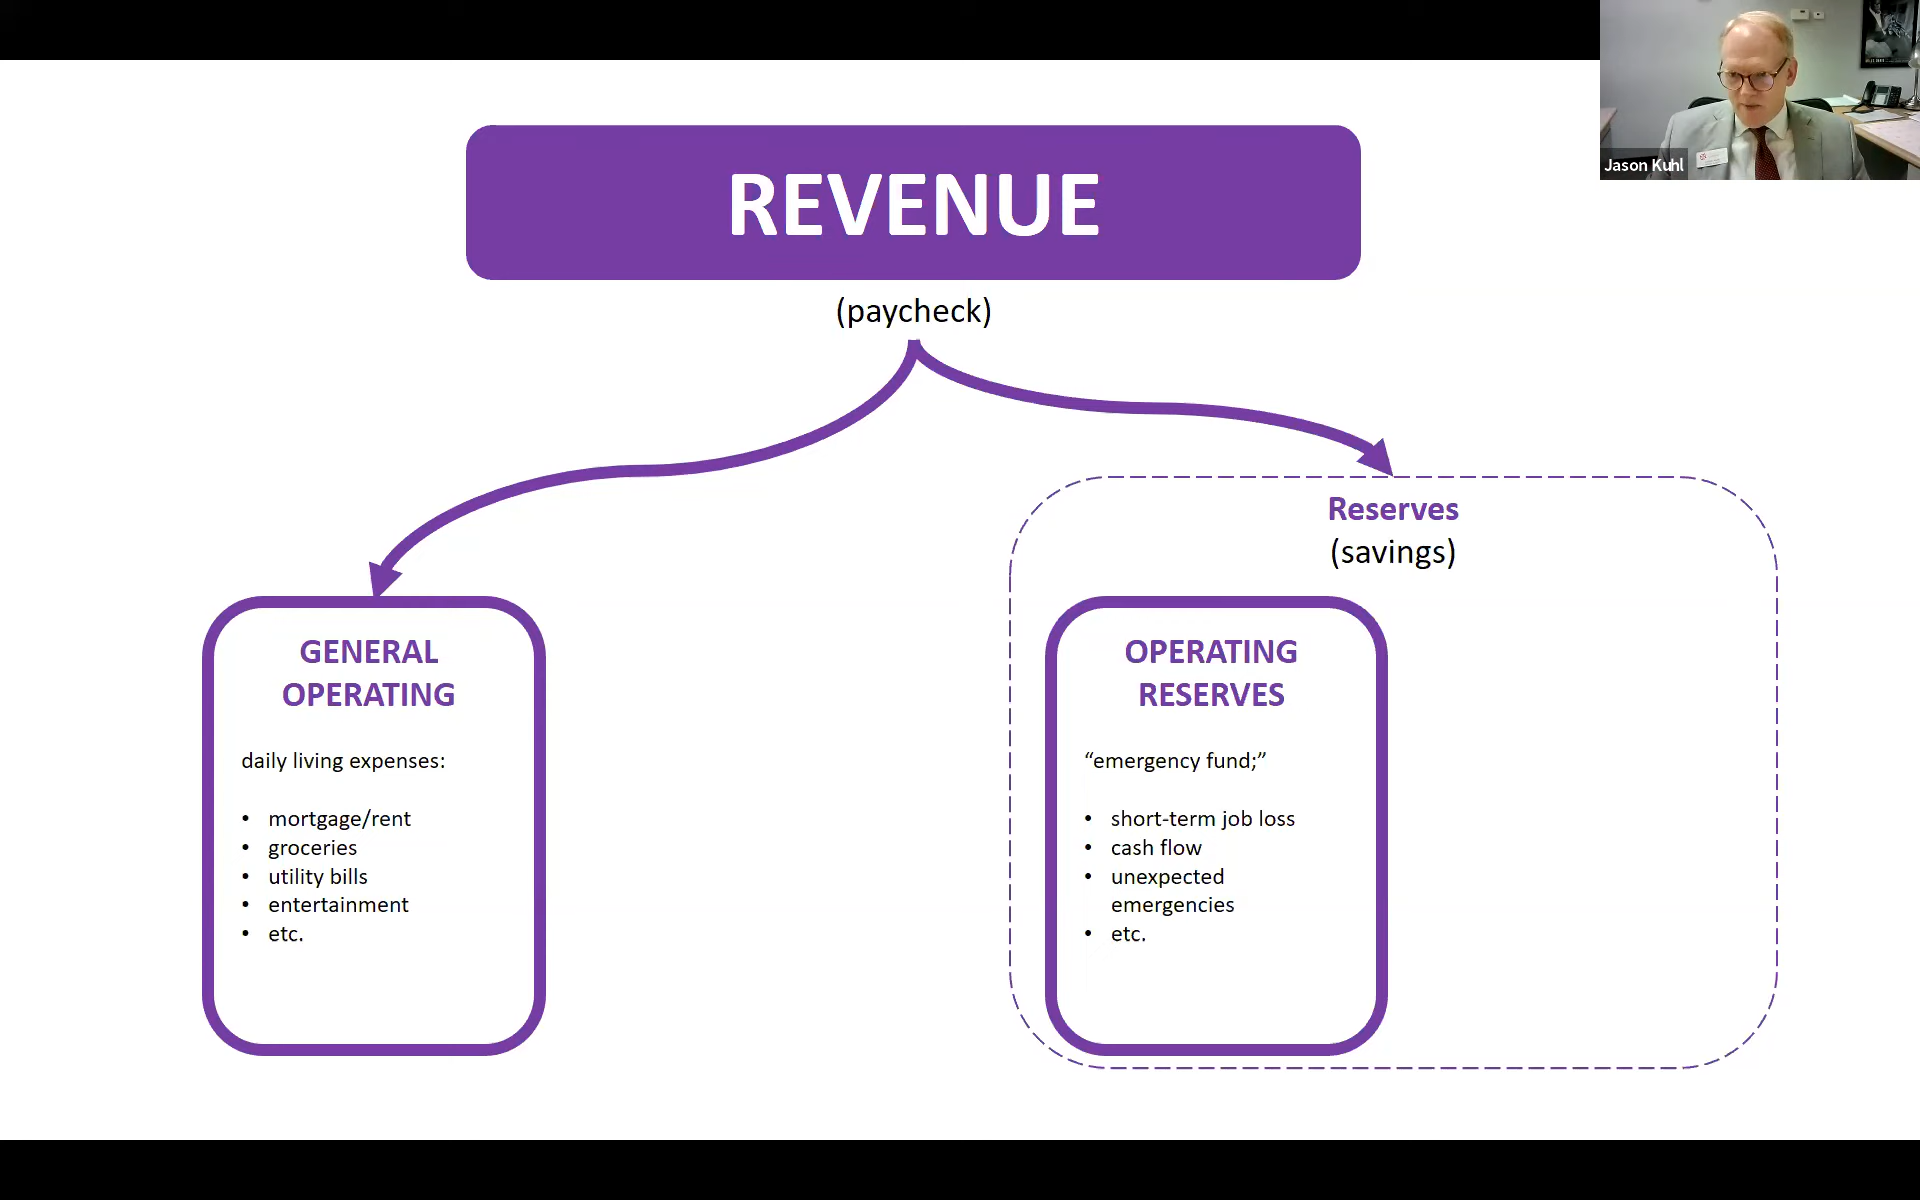 Jason Kuhl
REVENUE
(paycheck)
Reserves
(savings)
GENERAL
OPERATING
daily living expenses:
• mortgage/rent
• groceries
• utility bills
• entertainment
• etc.
OPERATING
RESERVES
“emergency fund;”
• short-term job loss
• cash flow
• unexpected
emergencies
• etc.